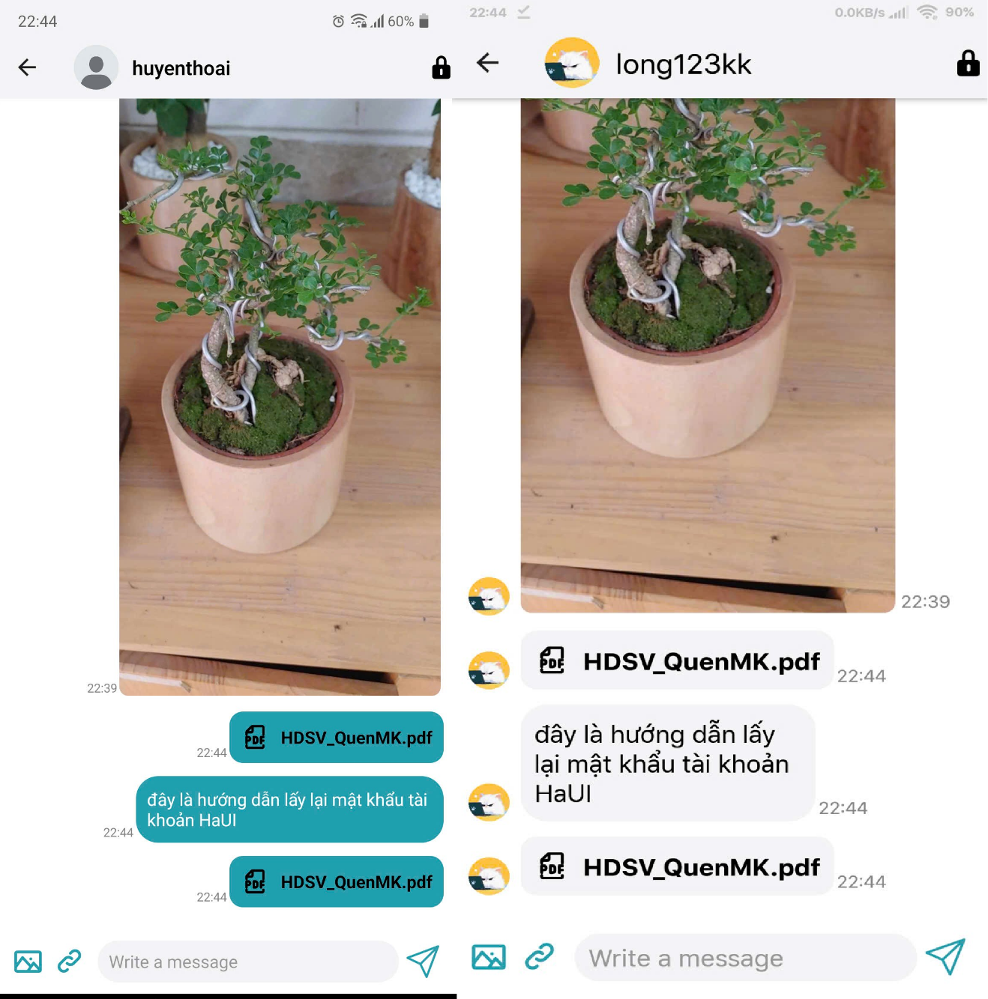 22:44
60%
huyenthoai
22:39
HDSV_QuenMK.pdf
22:44
đây là hướng dẫn lấy lại mật khẩu tài
khoản HaUI
22:44
HDSV_QuenMK.pdf
22:44
Write a message
22:44
0.0KB/s
90%
long123kk
22:39
HDSV_QuenMK.pdf
22:44
đây là hướng dẫn lấy
lại mật khẩu tài khoản
HaUI
22:44
HDSV_QuenMK.pdf
22:44
Write a message